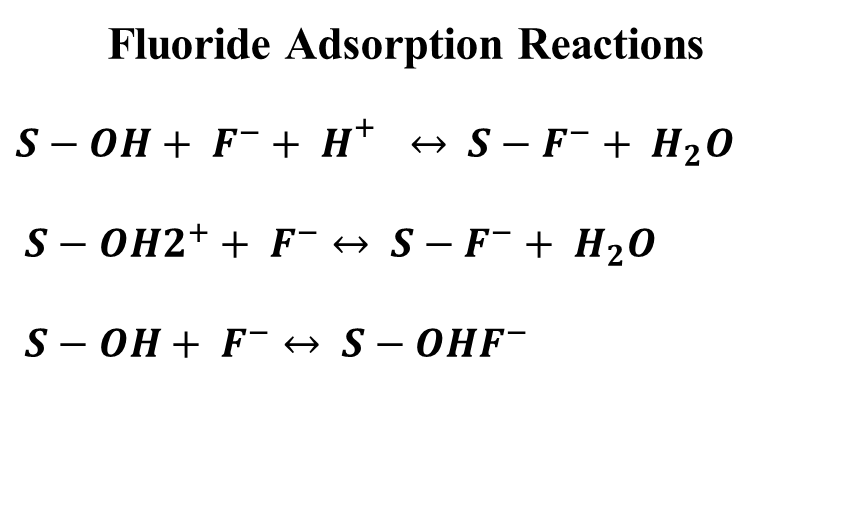 Fluoride Adsorption Reactions
S − OH + F⁻ + H⁺ ↔ S − F⁻ + H₂O
S − OH2⁺ + F⁻ ↔ S − F⁻ + H₂O
S − OH + F⁻ ↔ S − OHF⁻